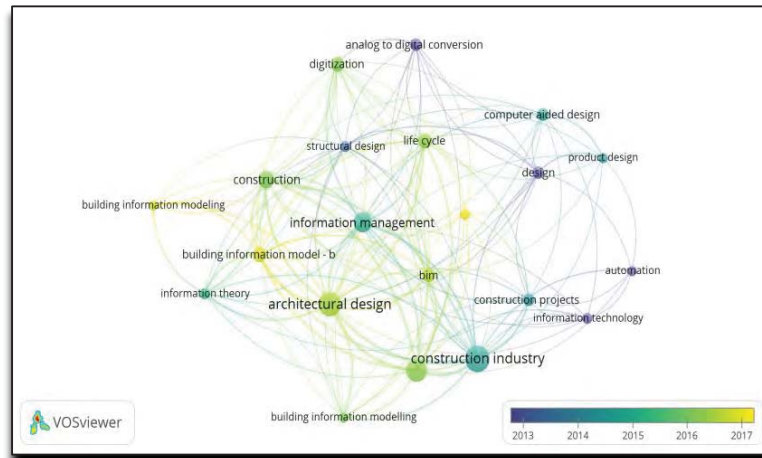 analog to digital conversion
digitization
computer aided design
structural design
life cycle
product design
design
construction
building information modeling
information management
building information model - b
bim
automation
information theory
architectural design
construction projects
information technology
construction industry
building information modelling
VOSviewer
2013 2014 2015 2016 2017